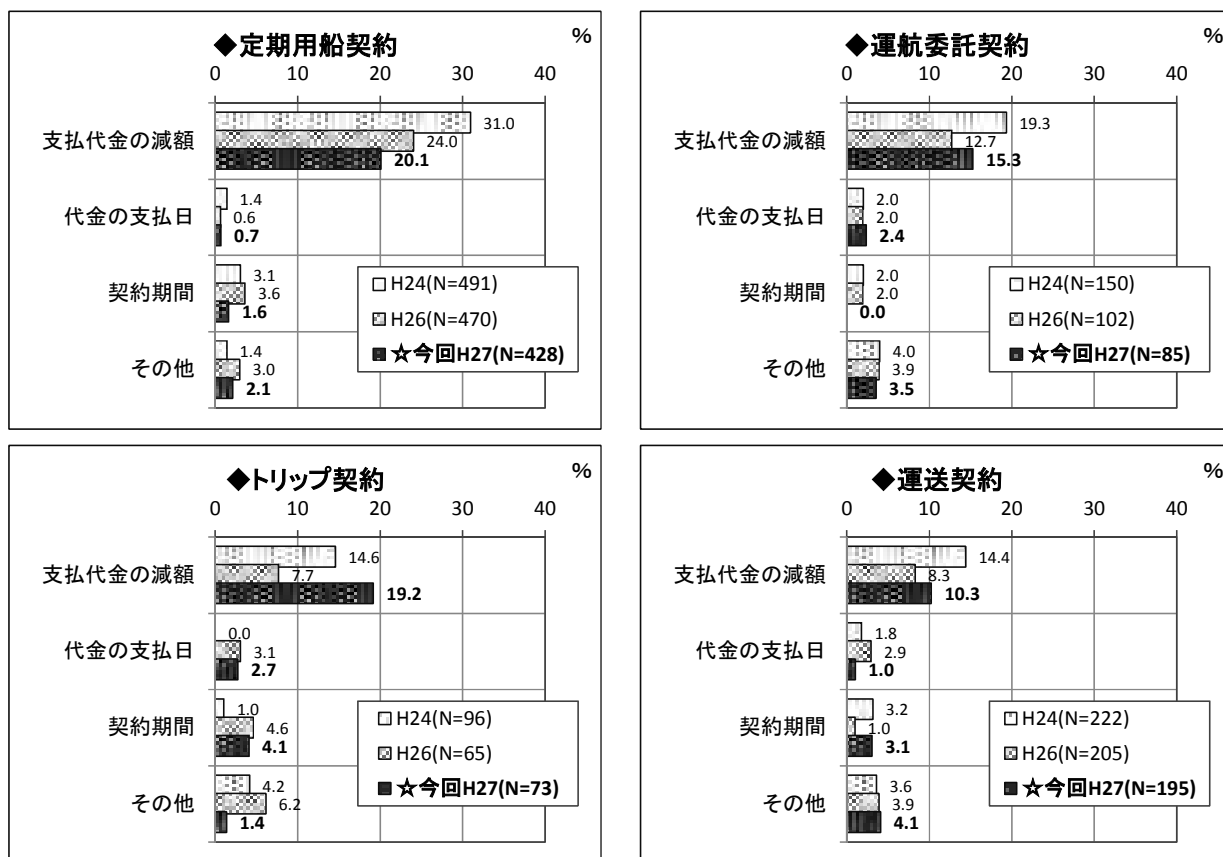 ◆定期用船契約
%
0 10 20 30 40
支払代金の減額
31.0
24.0
20.1
代金の支払日
1.4
0.6
0.7
契約期間
3.1
3.6
1.6
その他
1.4
3.0
2.1
H24(N=491)
H26(N=470)
☆今回H27(N=428)
◆運航委託契約
%
0 10 20 30 40
支払代金の減額
19.3
12.7
15.3
代金の支払日
2.0
2.0
2.4
契約期間
2.0
2.0
0.0
その他
4.0
3.9
3.5
H24(N=150)
H26(N=102)
☆今回H27(N=85)
◆トリップ契約
%
0 10 20 30 40
支払代金の減額
14.6
7.7
19.2
代金の支払日
0.0
3.1
2.7
契約期間
1.0
4.6
4.1
その他
4.2
6.2
1.4
H24(N=96)
H26(N=65)
☆今回H27(N=73)
◆運送契約
%
0 10 20 30 40
支払代金の減額
14.4
8.3
10.3
代金の支払日
1.8
2.9
1.0
契約期間
3.2
1.0
3.1
その他
3.6
3.9
4.1
H24(N=222)
H26(N=205)
☆今回H27(N=195)